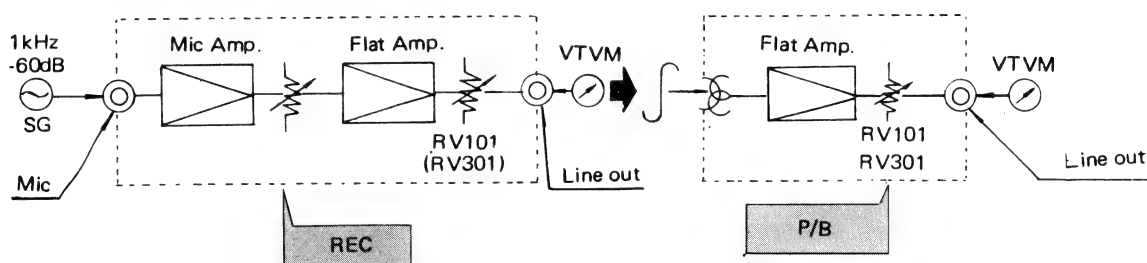 1kHz
-60dB
SG
Mic
Mic Amp.
Flat Amp.
RV101
(RV301)
VTVM
Line out
REC
Flat Amp.
RV101
RV301
VTVM
Line out
P/B